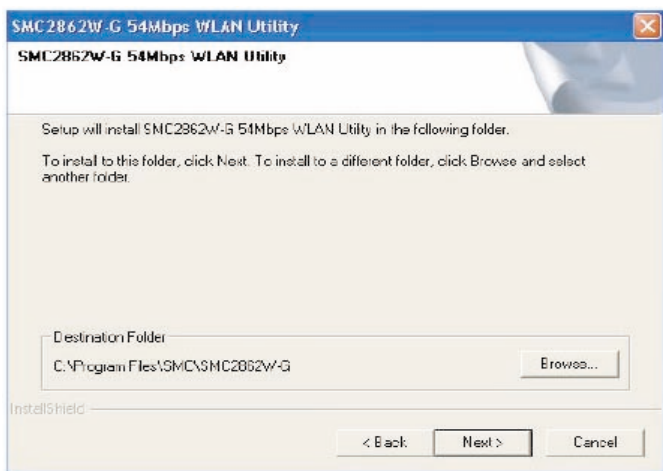 SMC2862W-G 54Mbps WLAN Utility
SMC2862W-G 54Mbps WLAN Utility
Setup will install SMC2862W-G 54Mbps WLAN Utility in the following folder.
To install to this folder, click Next. To install to a different folder, click Browse and select
another folder.
Destination Folder
C:\Program Files\SMC\SMC2862W-G
Browse...
InstallShield
< Back
Next >
Cancel